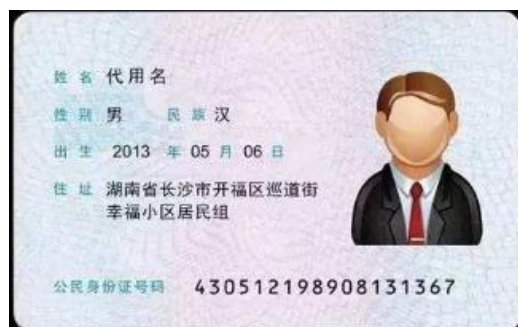 姓名 代用名
性别 男 民族 汉
出生 2013 年 05 月 06 日
住址 湖南省长沙市开福区巡道街
幸福小区居民组
公民身份证号码 430512198908131367